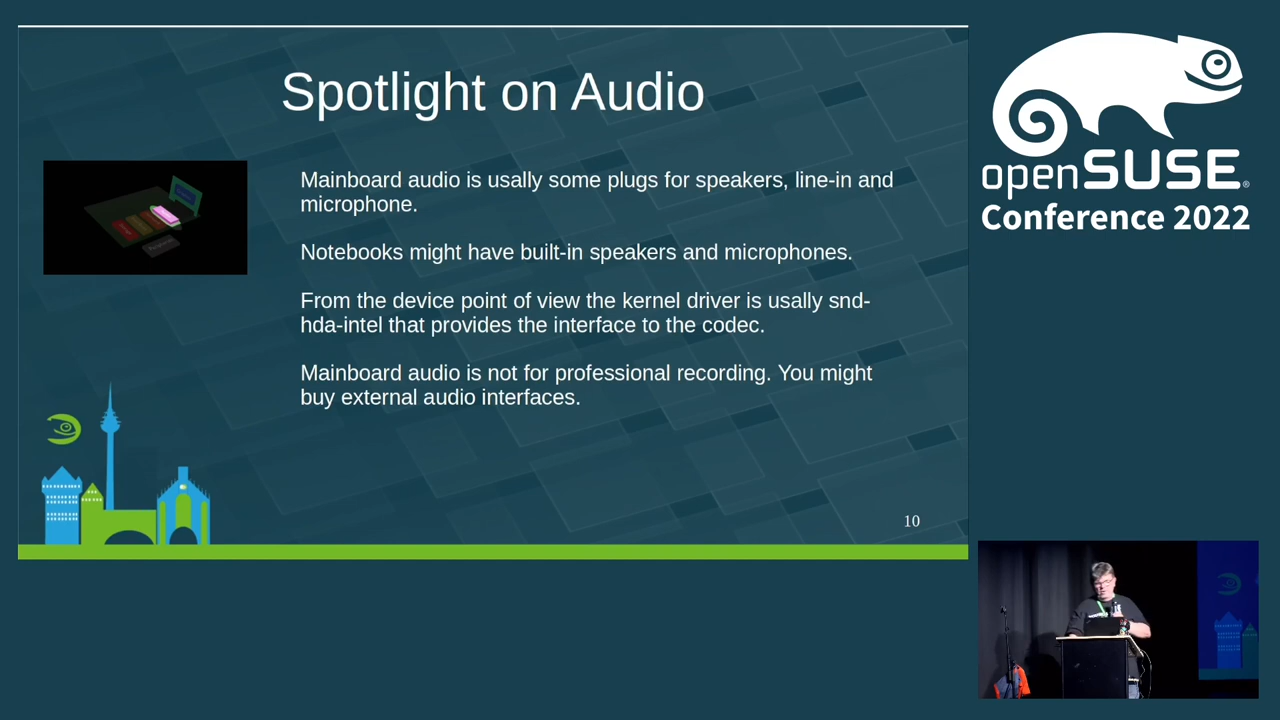 Spotlight on Audio
Mainboard audio is usally some plugs for speakers, line-in and
microphone.
Notebooks might have built-in speakers and microphones.
From the device point of view the kernel driver is usally snd-
hda-intel that provides the interface to the codec.
Mainboard audio is not for professional recording. You might
buy external audio interfaces.
10
openSUSE®
Conference 2022